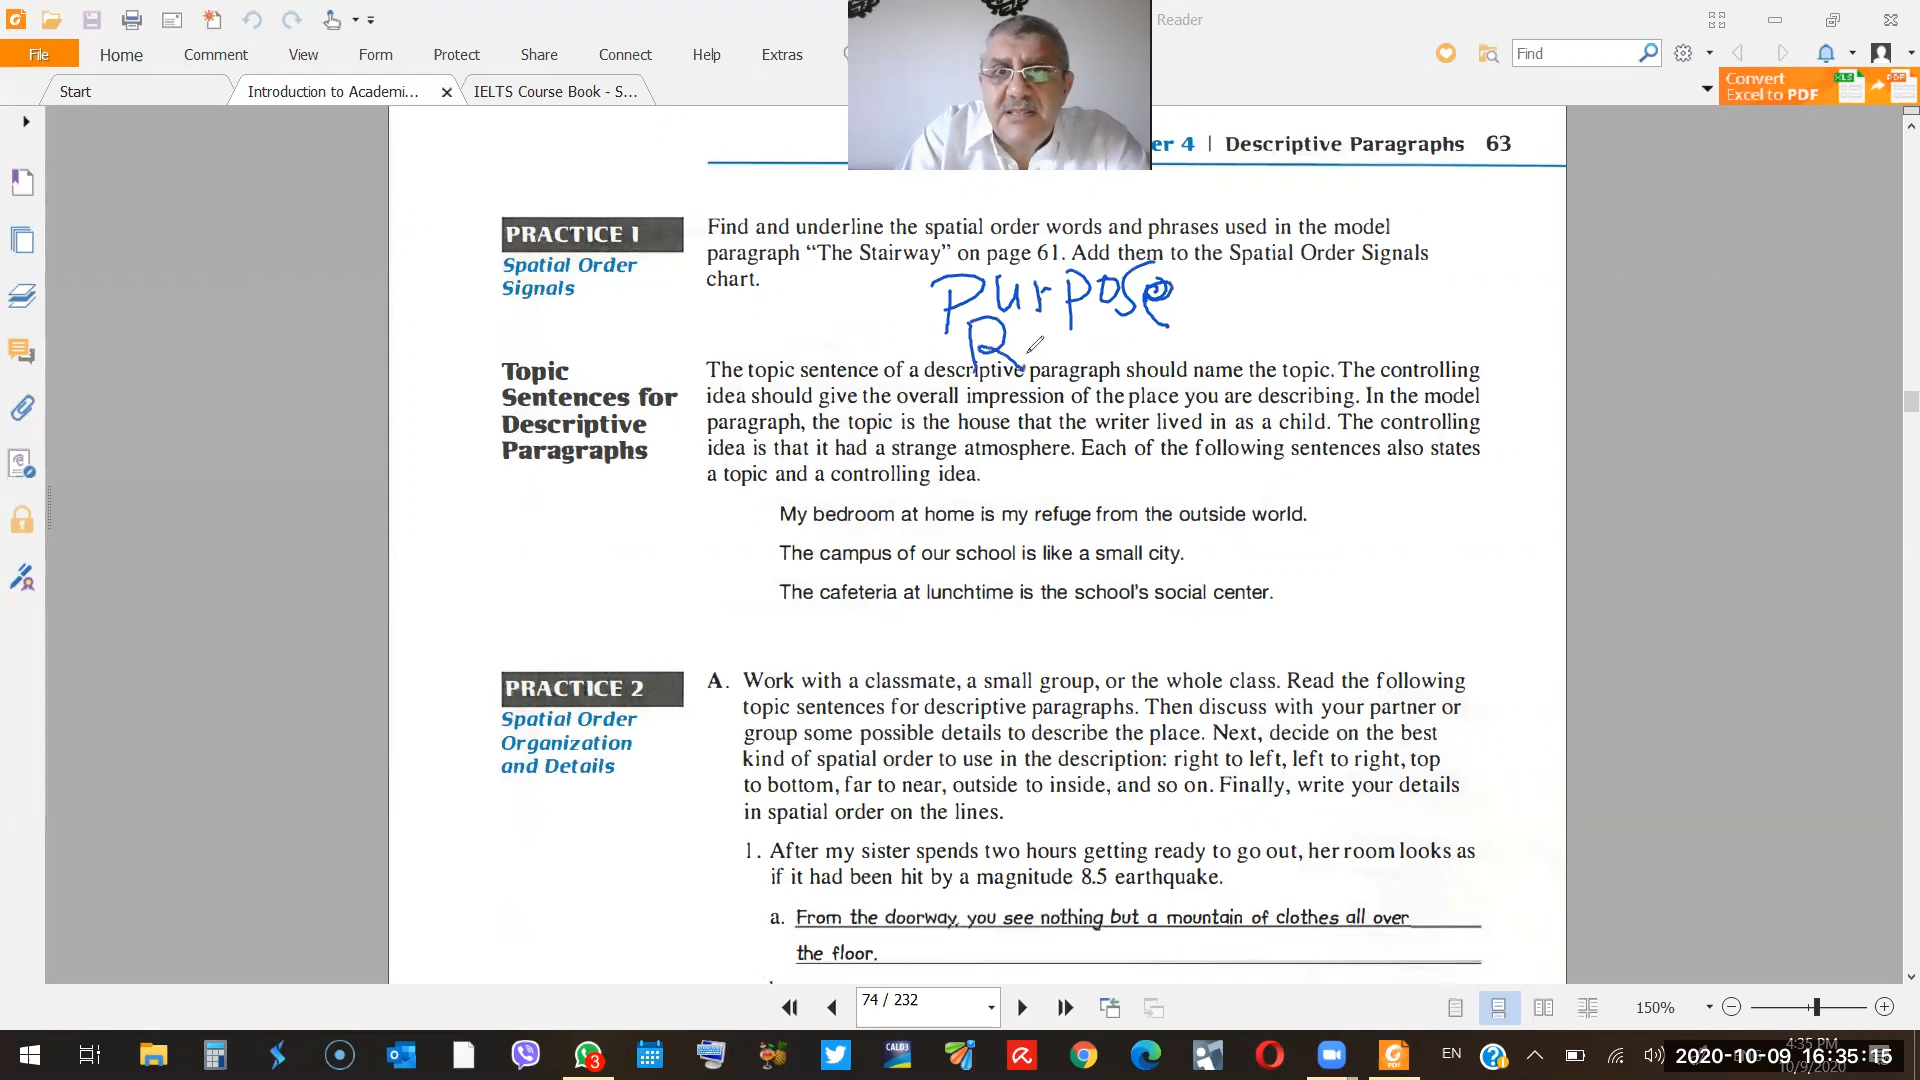 Reader
File Home Comment View Form Protect Share Connect Help Extras
Find
Start
Introduction to Academi...
IELTS Course Book - S...
Convert
Excel to PDF
er 4 | Descriptive Paragraphs 63
PRACTICE 1
Spatial Order
Signals
Find and underline the spatial order words and phrases used in the model
paragraph “The Stairway” on page 61. Add them to the Spatial Order Signals
chart.
Purpose
R
Topic
Sentences for
Descriptive
Paragraphs
The topic sentence of a descriptive paragraph should name the topic. The controlling
idea should give the overall impression of the place you are describing. In the model
paragraph, the topic is the house that the writer lived in as a child. The controlling
idea is that it had a strange atmosphere. Each of the following sentences also states
a topic and a controlling idea.
My bedroom at home is my refuge from the outside world.
The campus of our school is like a small city.
The cafeteria at lunchtime is the school's social center.
PRACTICE 2
Spatial Order
Organization
and Details
A. Work with a classmate, a small group, or the whole class. Read the following
topic sentences for descriptive paragraphs. Then discuss with your partner or
group some possible details to describe the place. Next, decide on the best
kind of spatial order to use in the description: right to left, left to right, top
to bottom, far to near, outside to inside, and so on. Finally, write your details
in spatial order on the lines.
1. After my sister spends two hours getting ready to go out, her room looks as
if it had been hit by a magnitude 8.5 earthquake.
a. From the doorway, you see nothing but a mountain of clothes all over
the floor.
74 / 232
150%
CALD3
3
EN
4:35 PM
2020-10-09 16:35:15
10/9/2020